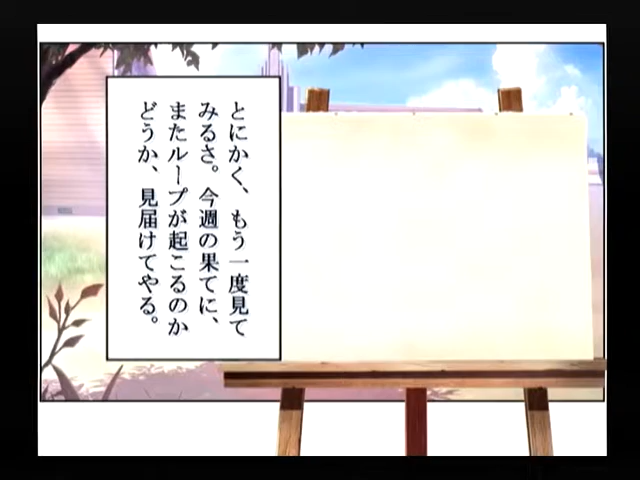 とにかく、もう一度見て
みるさ。今週の果てに、
またループが起こるのか
どうか、見届けてやる。